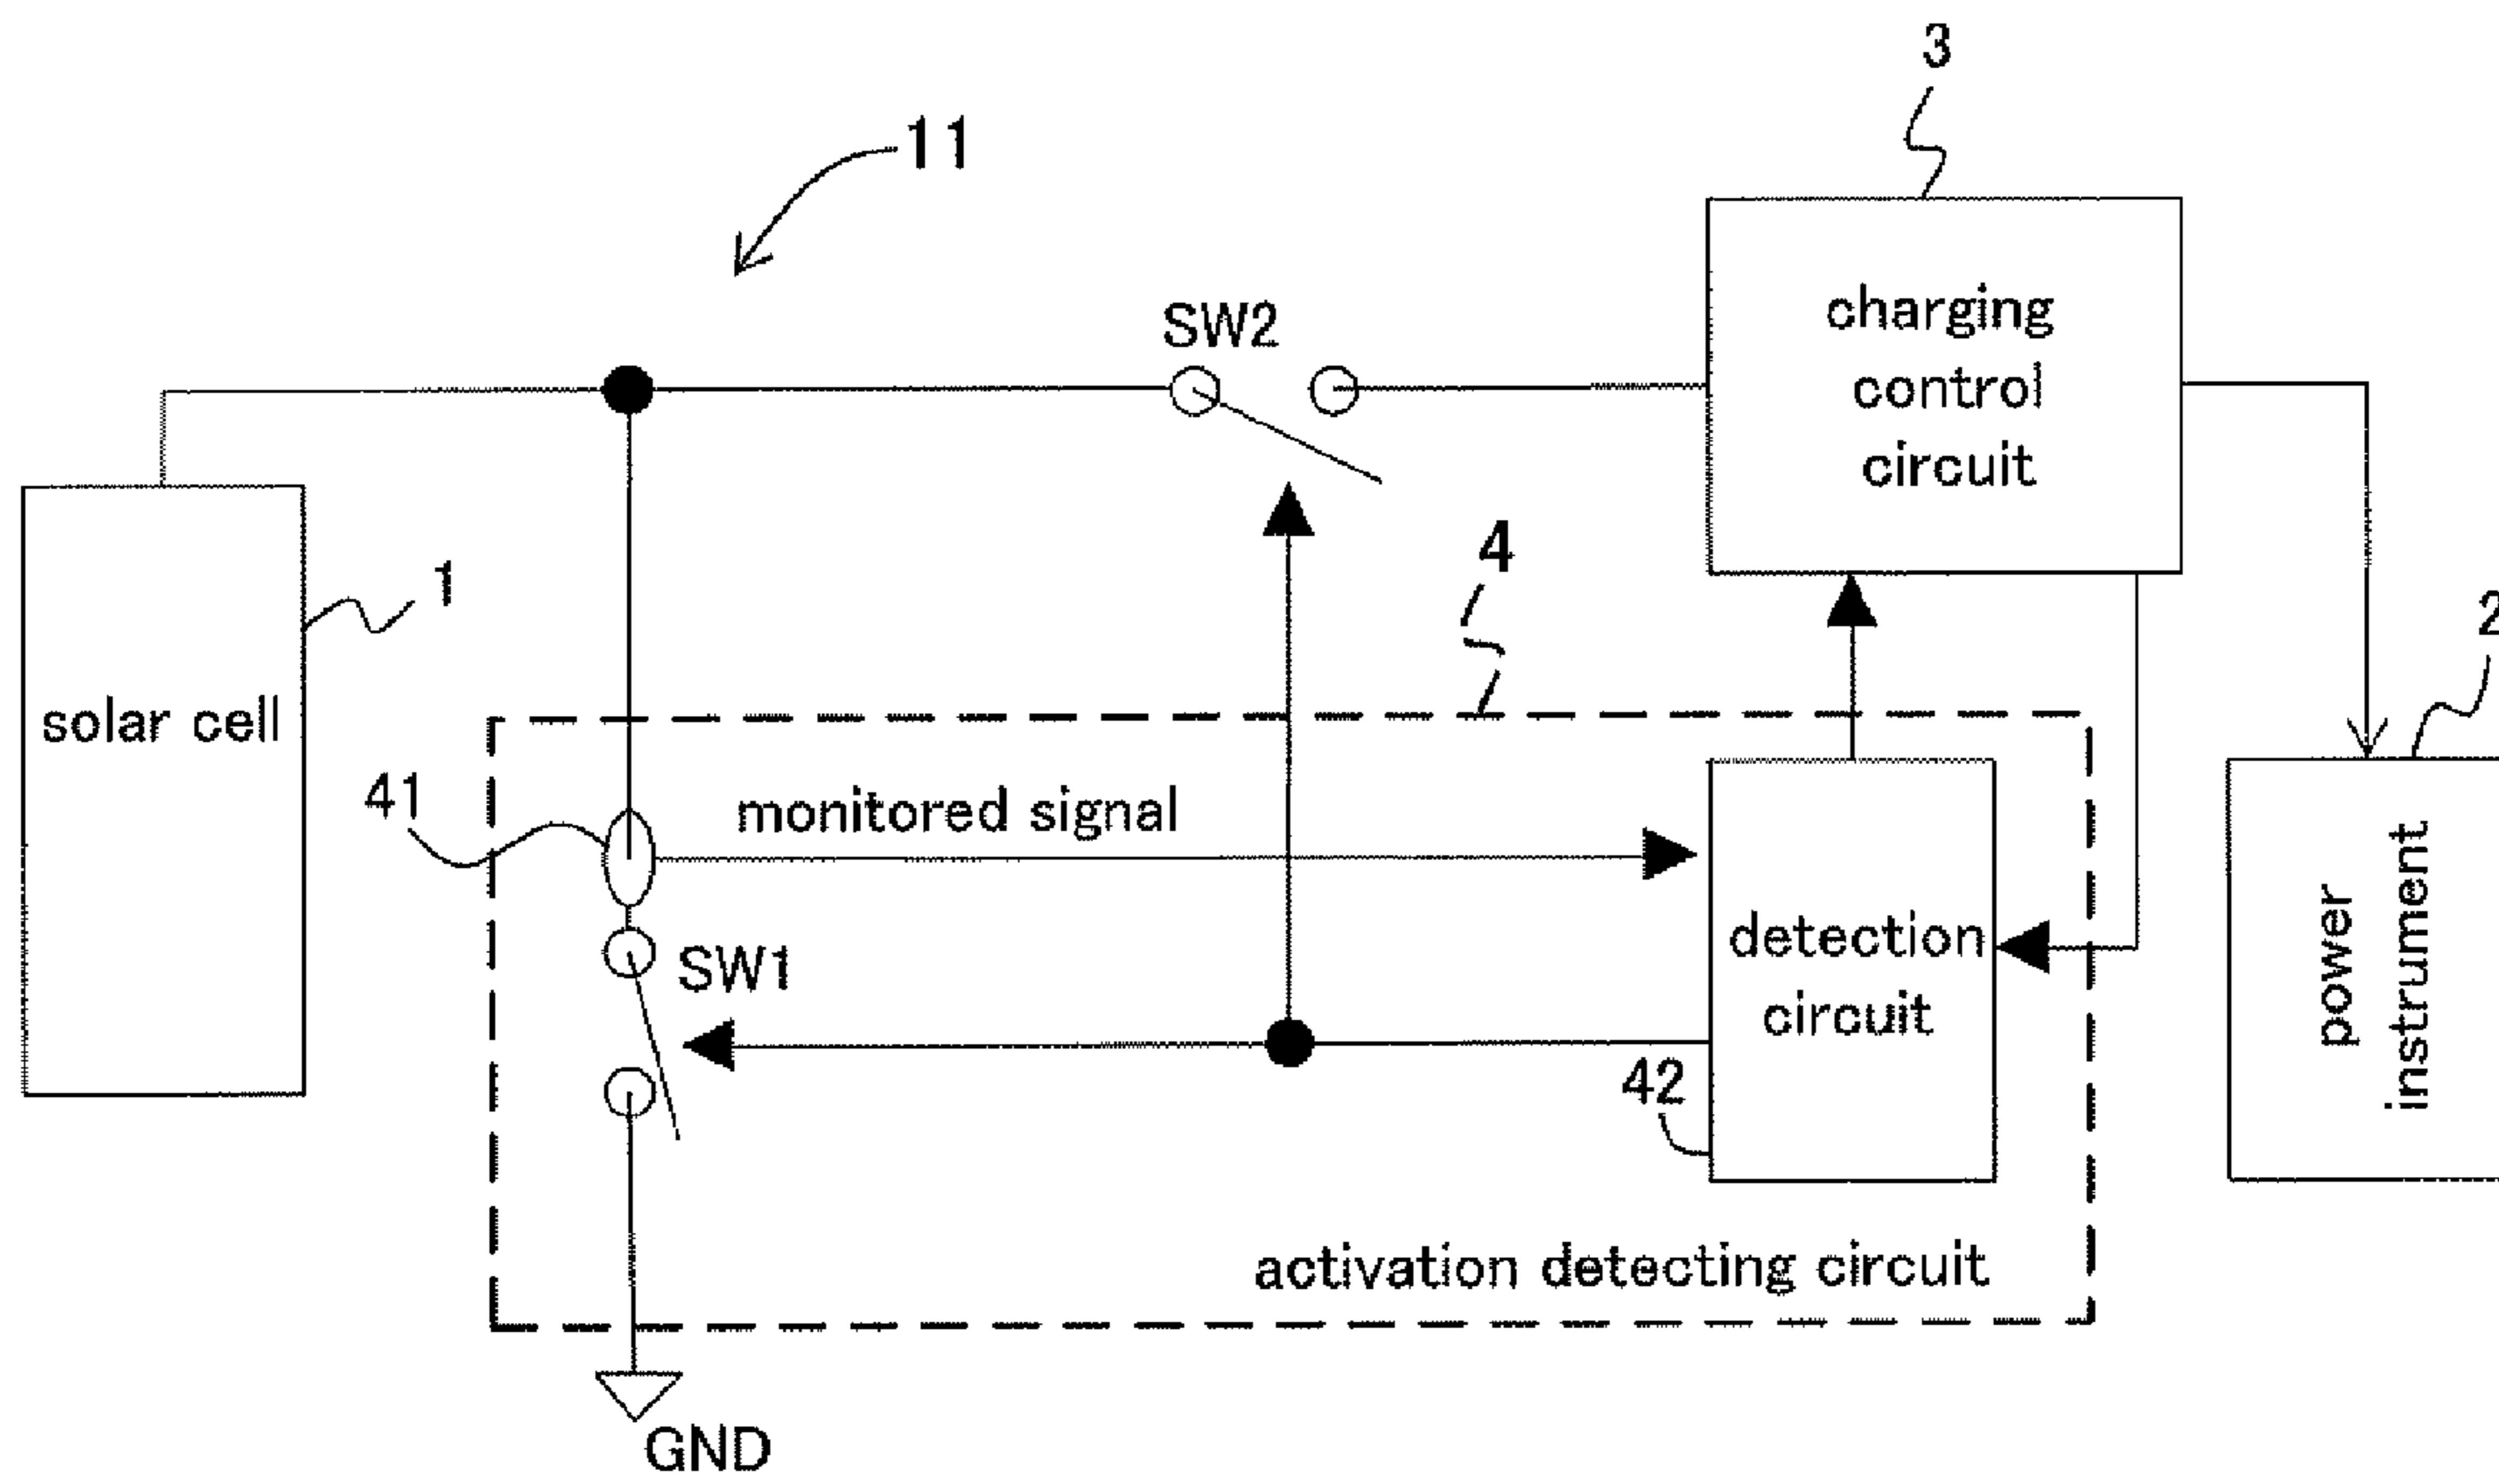 3
11
SW2
charging
control
circuit
4
1
2
solar cell
41
monitored signal
SW1
detection
circuit
42
power
instrument
activation detecting circuit
GND